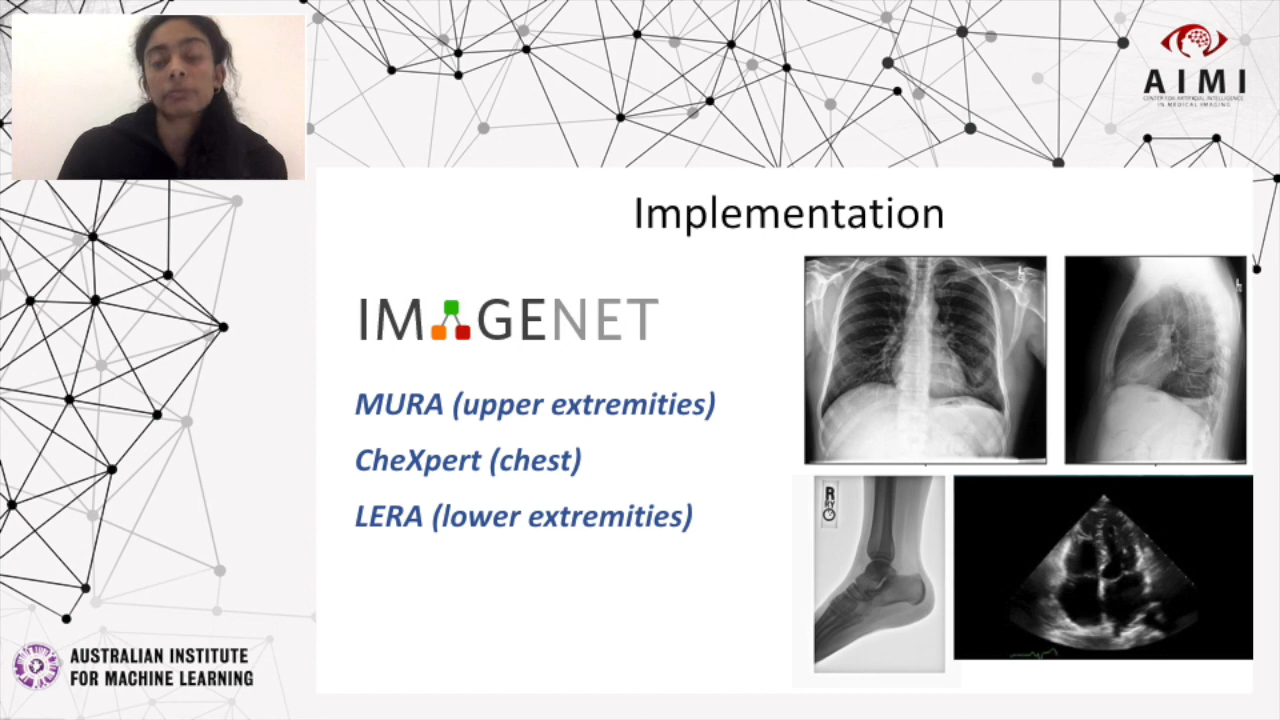 AIMI
CENTER FOR ARTIFICIAL INTELLIGENCE
IN MEDICAL IMAGING
Implementation
IMAGENET
MURA (upper extremities)
CheXpert (chest)
LERA (lower extremities)
L
R
RY
AUSTRALIAN INSTITUTE
FOR MACHINE LEARNING